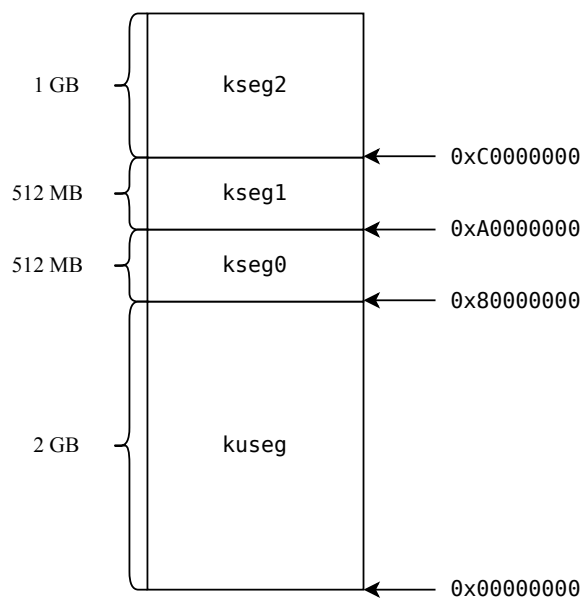 1 GB
kseg2
0xC0000000
512 MB
kseg1
0xA0000000
512 MB
kseg0
0x80000000
2 GB
kuseg
0x00000000